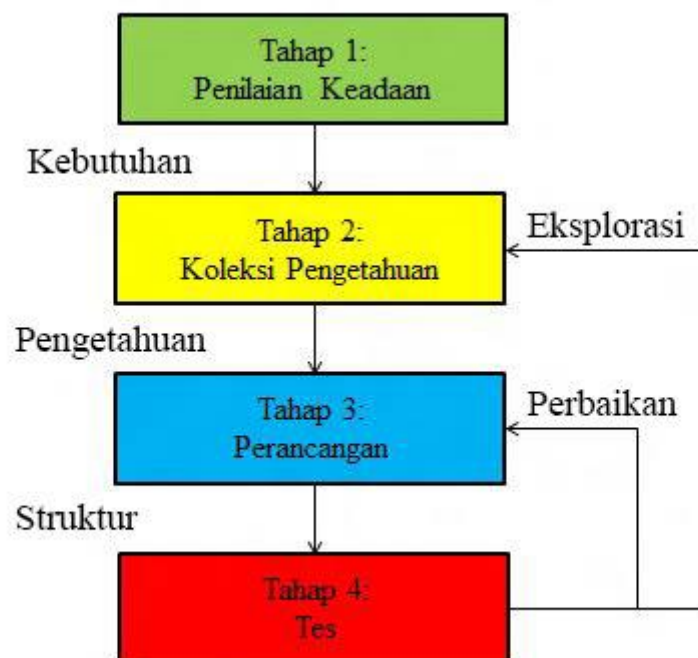 Tahap 1:
Penilaian Keadaan
Kebutuhan
Tahap 2:
Koleksi Pengetahuan
Eksplorasi
Pengetahuan
Tahap 3:
Perancangan
Perbaikan
Struktur
Tahap 4:
Tes